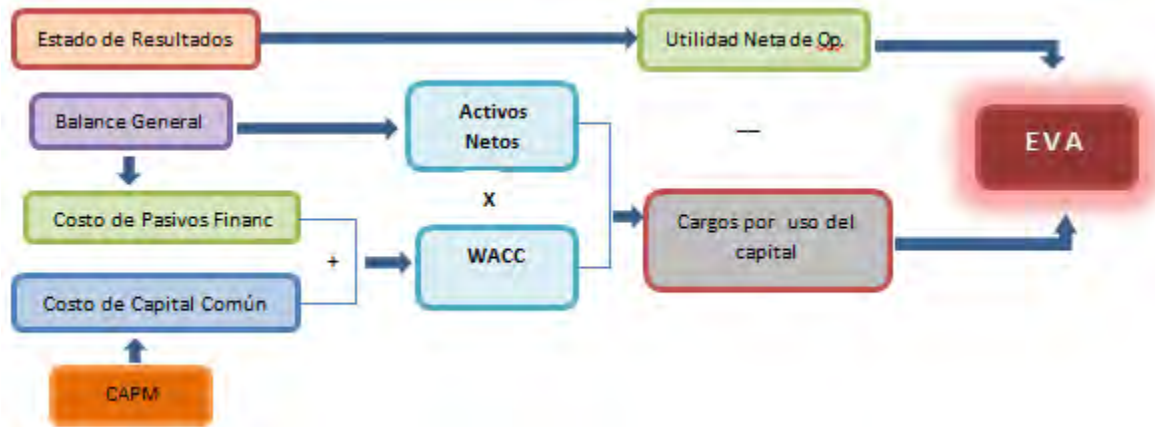 Estado de Resultados
Utilidad Neta de Op.
Balance General
Activos
Netos
—
EVA
Costo de Pasivos Financ
X
Cargos por uso del
capital
+
WACC
Costo de Capital Común
CAPM